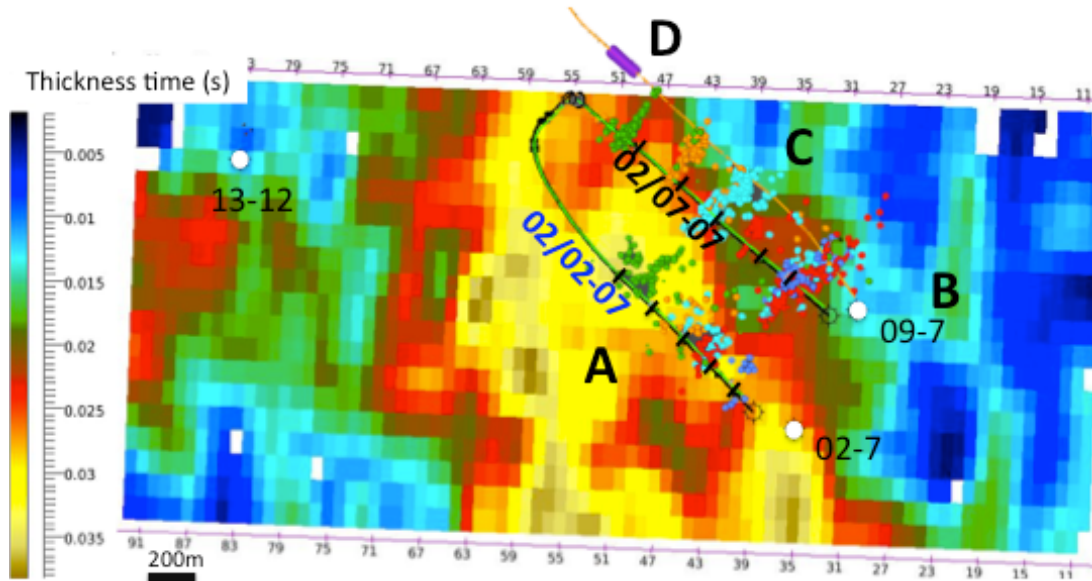 D
3 79 75 71 67 63 59 55 51 47 43 39 35 31 27 23 19 15 11
Thickness time (s)
0.005
0.01
0.015
0.02
0.025
0.03
0.035
13-12
02/07-07
C
02/02-07
B
09-7
A
02-7
91 87 83 79 75 71 67 63 59 55 51 47 43 39 35 31 27 23 19 15 11
200m